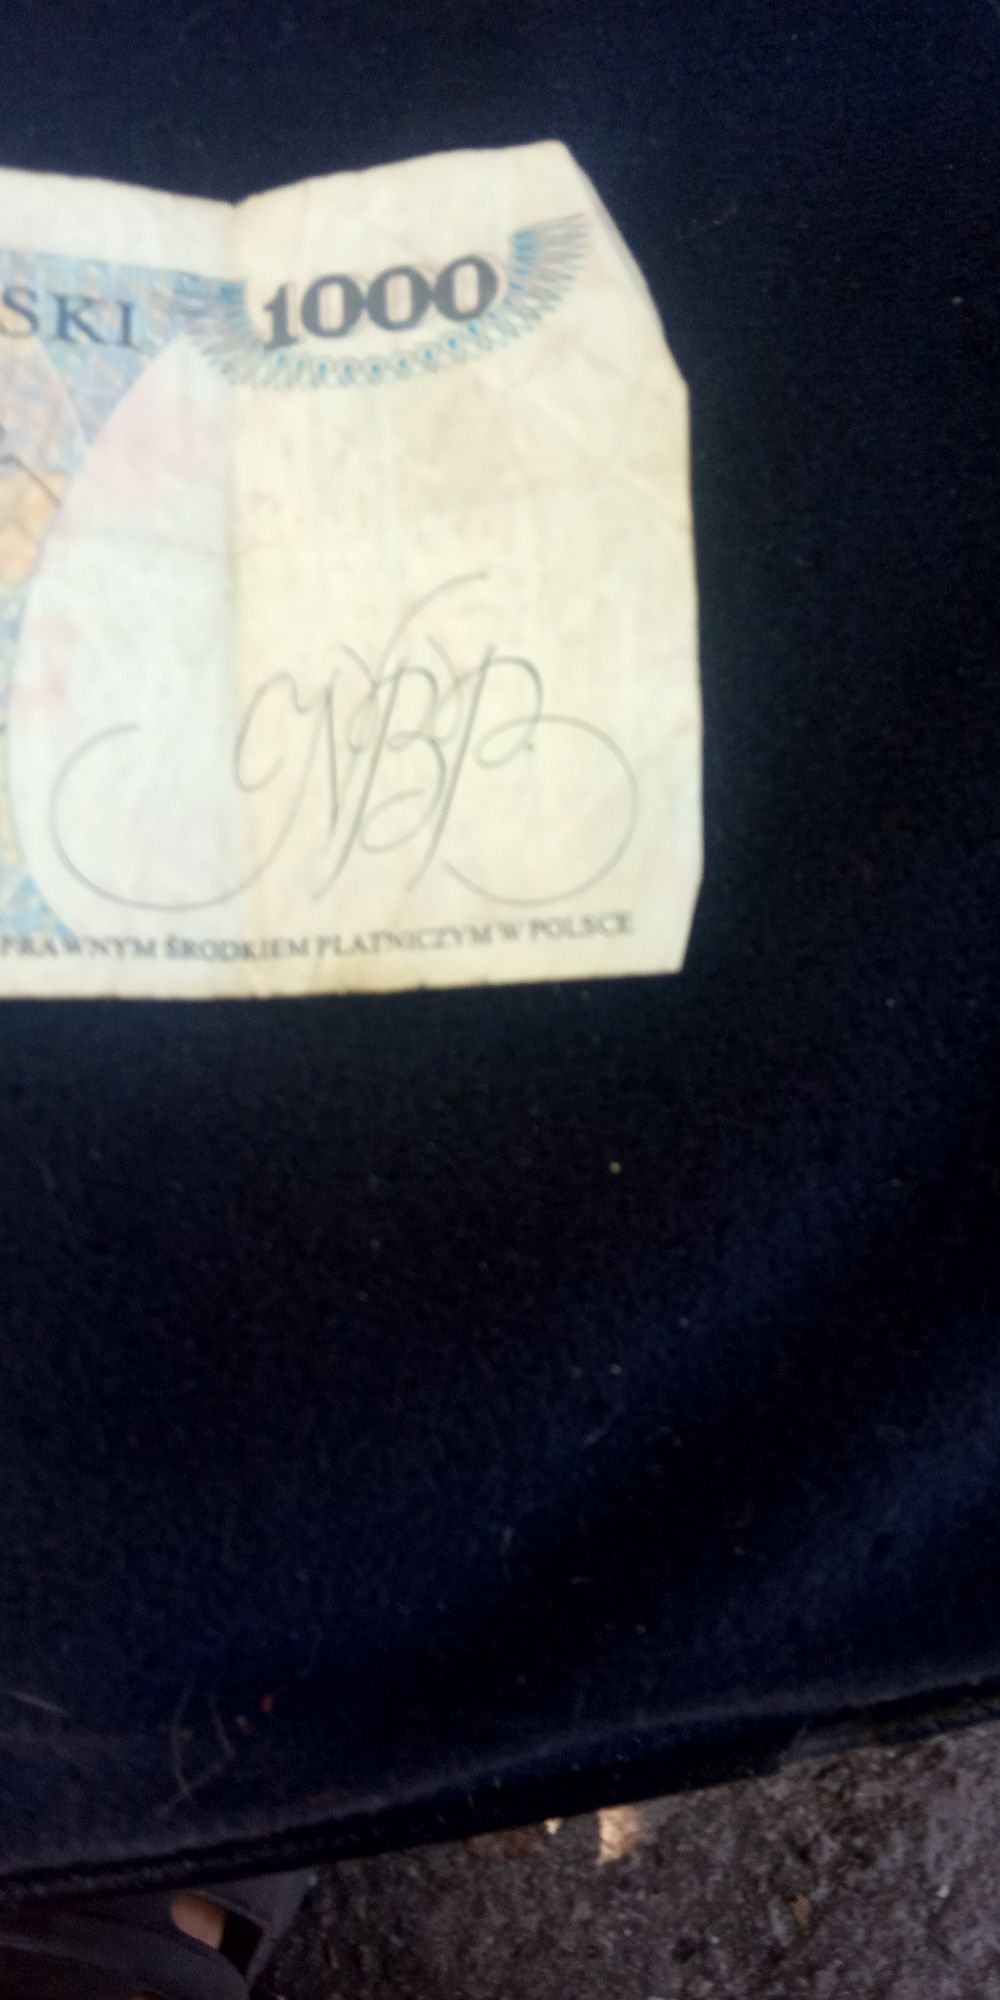 SKI
1000
NBP
PRAWNYM ŚRODKIEM PŁATNICZYM W POLSCE